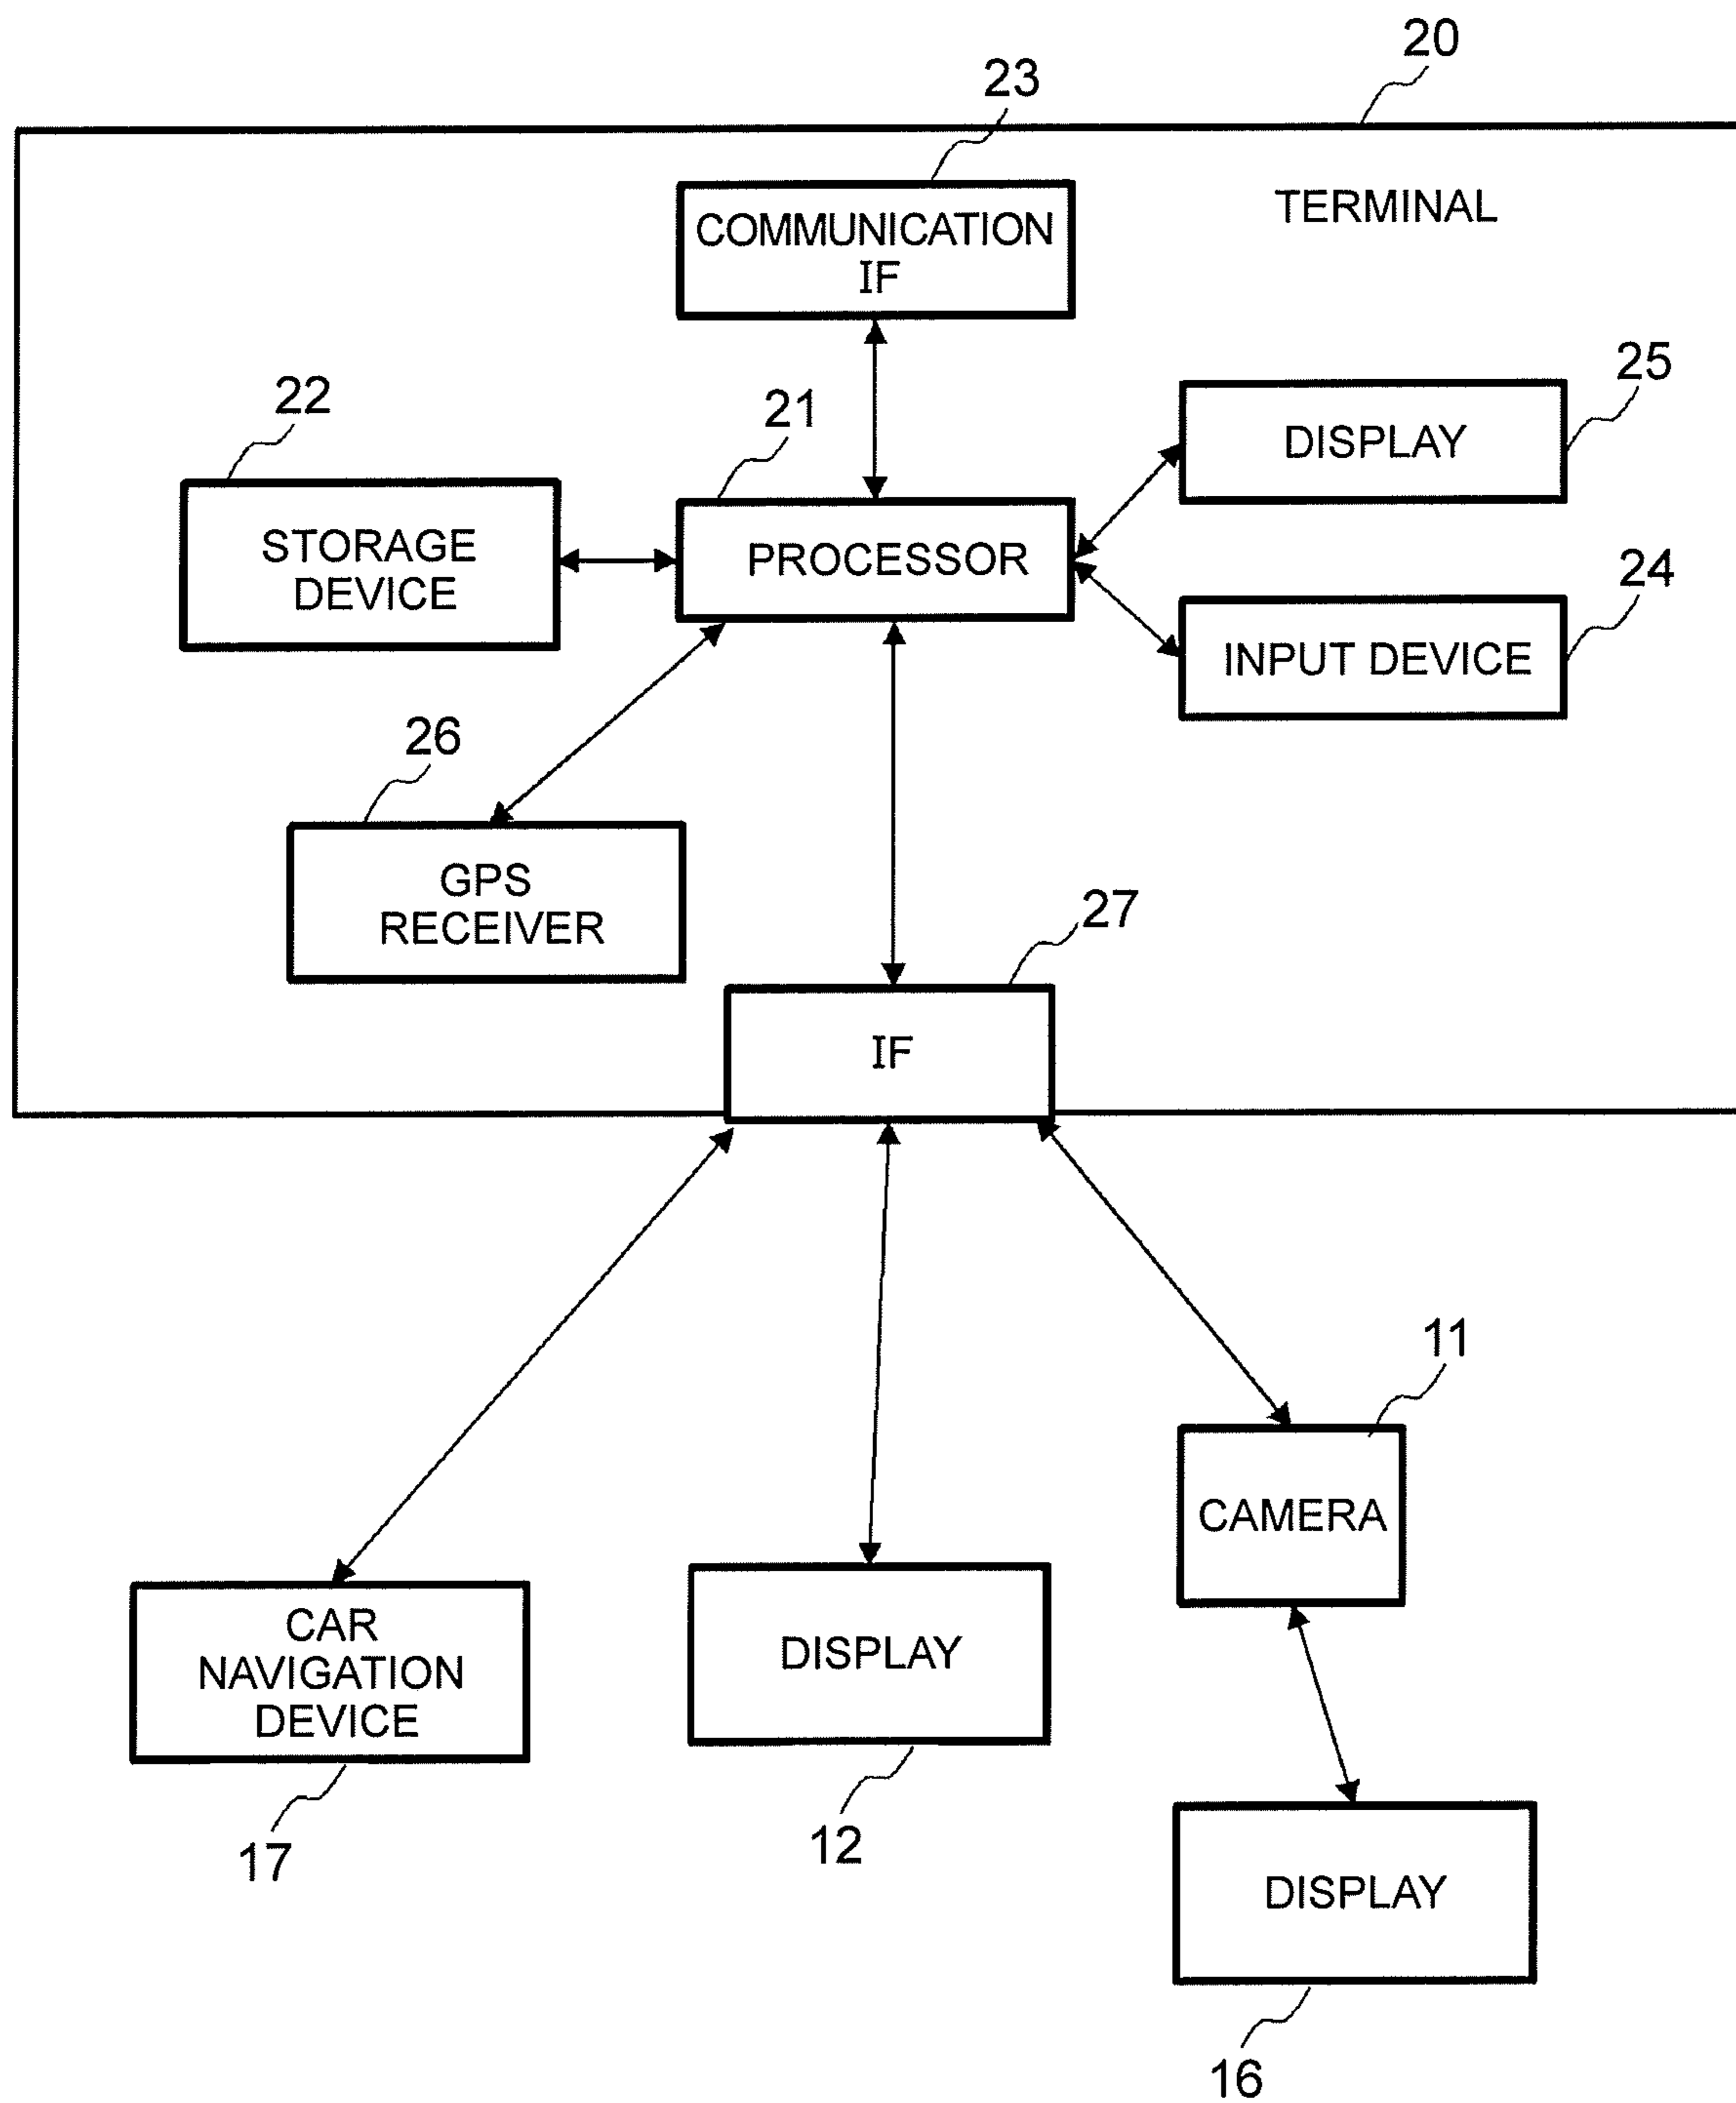 20
23
TERMINAL
COMMUNICATION
IF
25
22
21
DISPLAY
STORAGE
DEVICE
PROCESSOR
24
INPUT DEVICE
26
GPS
RECEIVER
27
IF
11
CAMERA
CAR
NAVIGATION
DEVICE
DISPLAY
17
12
DISPLAY
16